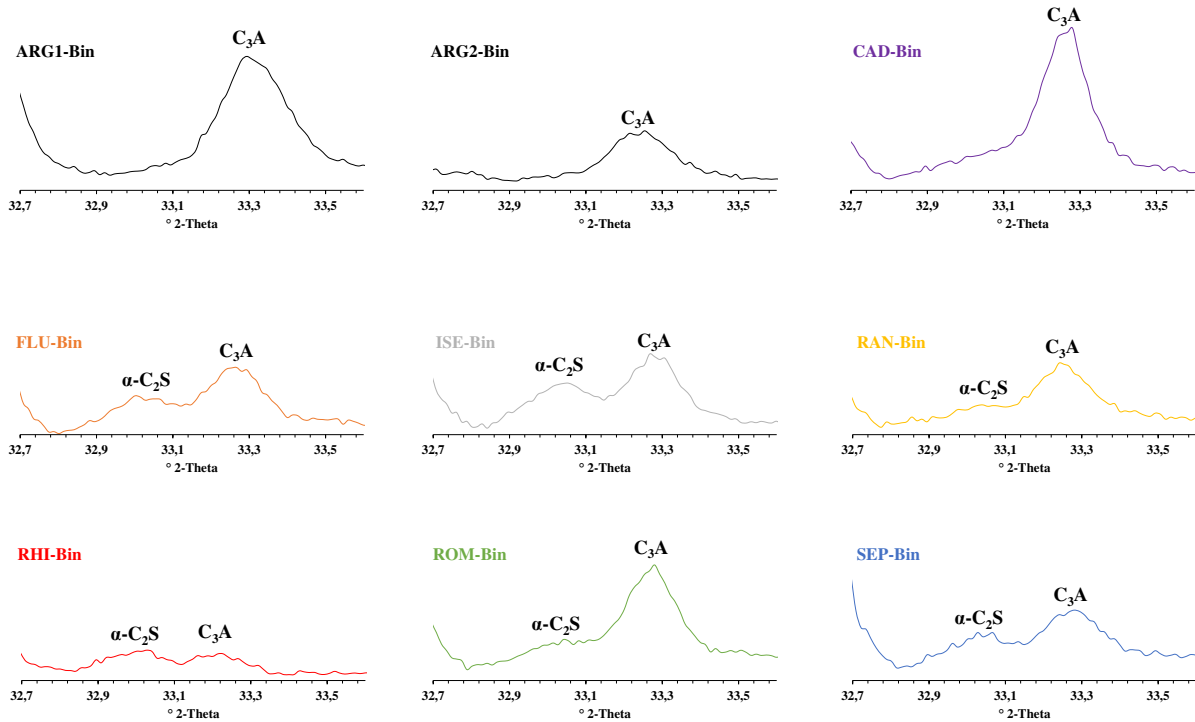 ARG1-Bin
C₃A
32,7 32,9 33,1 33,3 33,5
° 2-Theta
ARG2-Bin
C₃A
32,7 32,9 33,1 33,3 33,5
° 2-Theta
CAD-Bin
C₃A
32,7 32,9 33,1 33,3 33,5
° 2-Theta
FLU-Bin
α-C₂S
C₃A
32,7 32,9 33,1 33,3 33,5
° 2-Theta
ISE-Bin
α-C₂S
C₃A
32,7 32,9 33,1 33,3 33,5
° 2-Theta
RAN-Bin
α-C₂S
C₃A
32,7 32,9 33,1 33,3 33,5
° 2-Theta
RHI-Bin
α-C₂S
C₃A
32,7 32,9 33,1 33,3 33,5
° 2-Theta
ROM-Bin
α-C₂S
C₃A
32,7 32,9 33,1 33,3 33,5
° 2-Theta
SEP-Bin
α-C₂S
C₃A
32,7 32,9 33,1 33,3 33,5
° 2-Theta